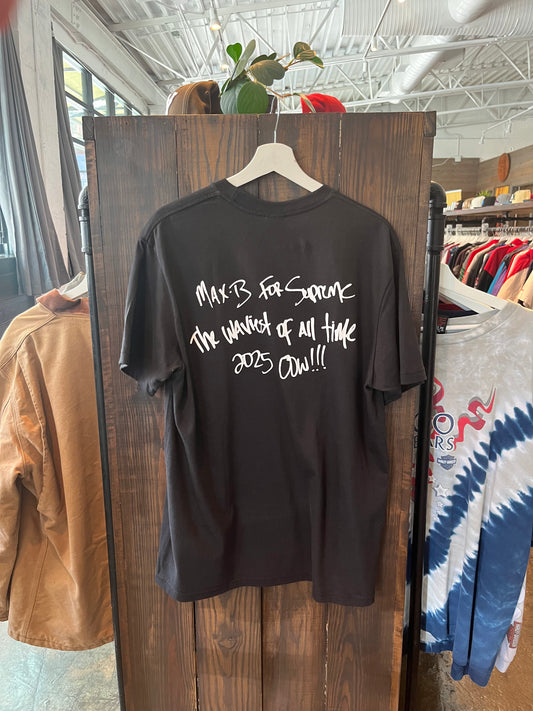 MAX·B FOR Supreme
The waviest of all time
2025 OOW!!!